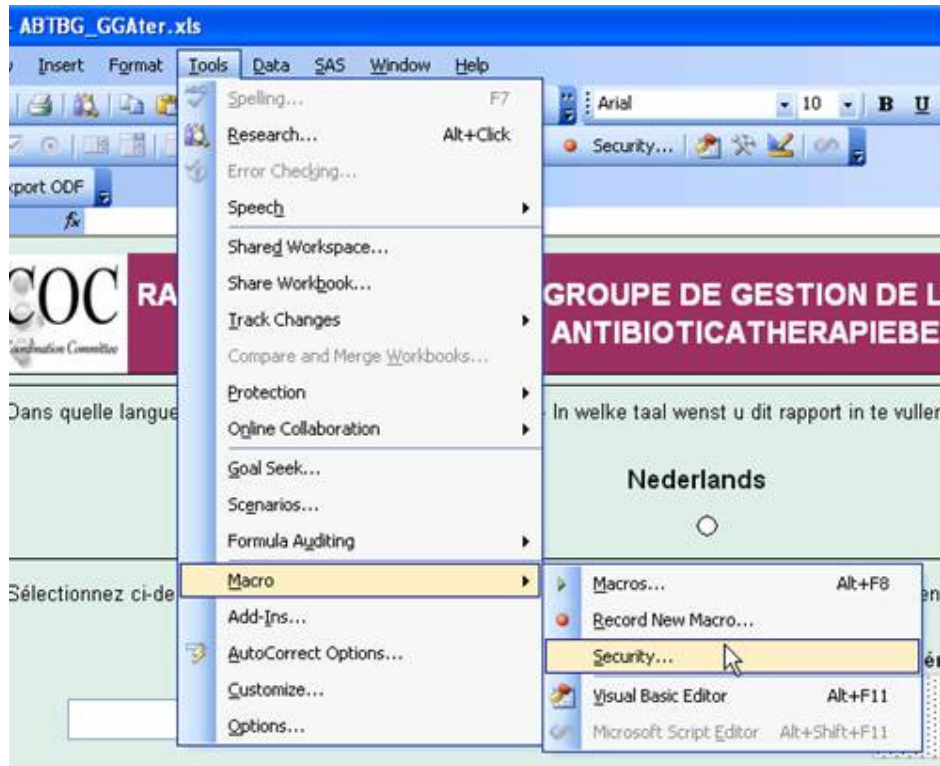 ABTBG_GGAter.xls
Insert Format Tools Data SAS Window Help
Arial 10 B U
Security...
port ODF
fx
Spelling... F7
Research... Alt+Click
Error Checking...
Speech
Shared Workspace...
Share Workbook...
Track Changes
Compare and Merge Workbooks...
Protection
Online Collaboration
Goal Seek...
Scenarios...
Formula Auditing
Macro
Add-Ins...
AutoCorrect Options...
Customize...
Options...
Macros... Alt+F8
Record New Macro...
Security...
Visual Basic Editor Alt+F11
Microsoft Script Editor Alt+Shift+F11
COC
Coordination Committee
RA
GROUPE DE GESTION DE L
ANTIBIOTICATHERAPIEBE
Dans quelle langue
In welke taal wenst u dit rapport in te vuller
Nederlands
Sélectionnez ci-de